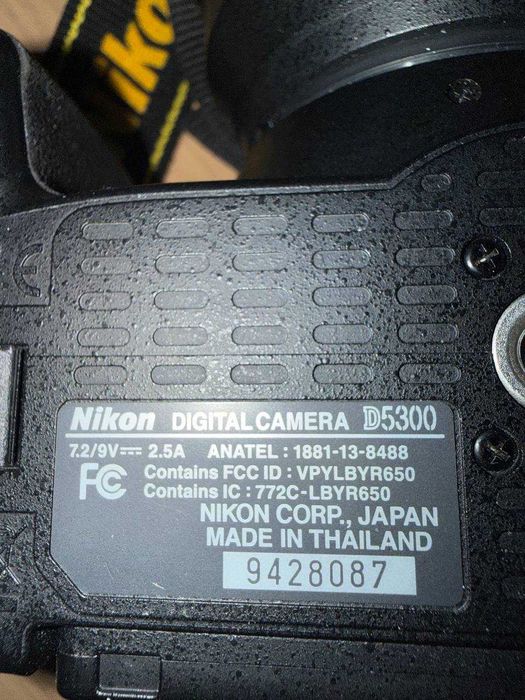 Nikon
Nikon DIGITAL CAMERA D5300
7.2/9V⎓ 2.5A ANATEL : 1881-13-8488
FC Contains FCC ID : VPYLBYR650
Contains IC : 772C-LBYR650
NIKON CORP., JAPAN
MADE IN THAILAND
9428087